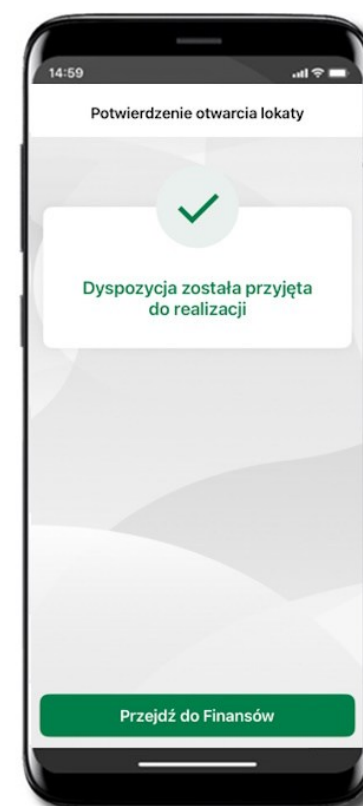 14:59
Potwierdzenie otwarcia lokaty
Dyspozycja została przyjęta
do realizacji
Przejdź do Finansów